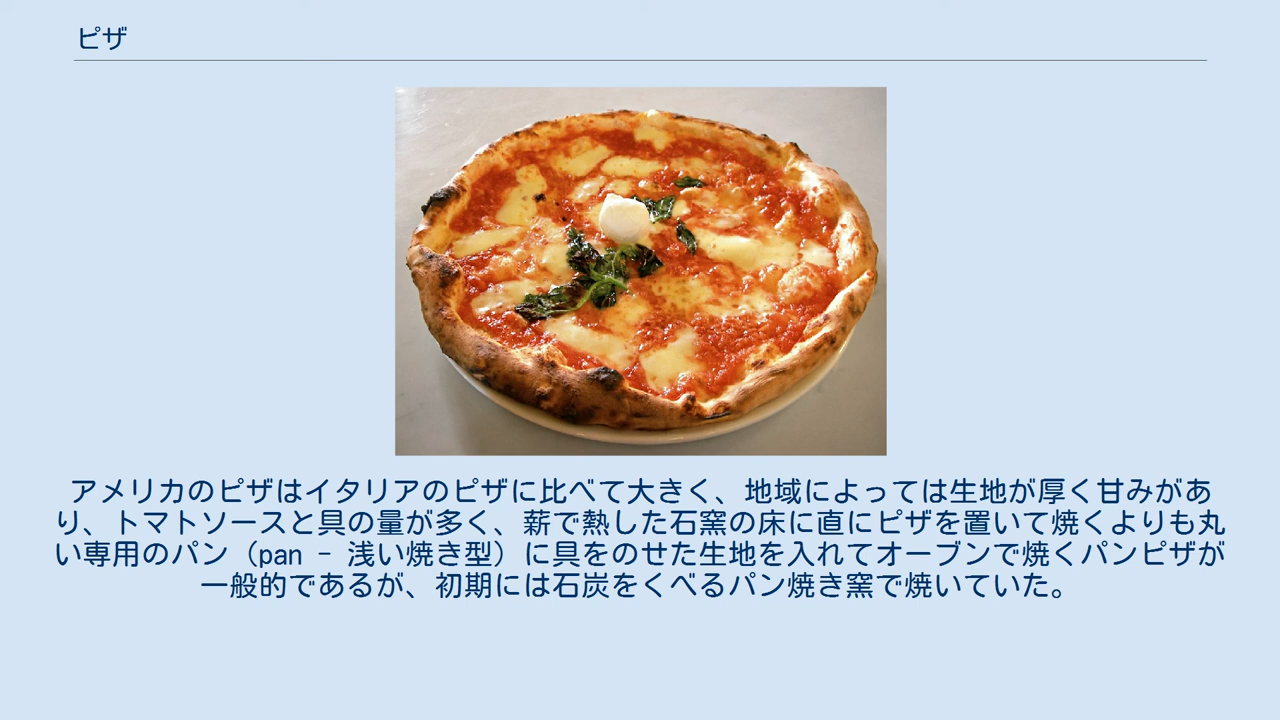 ピザ
アメリカのピザはイタリアのピザに比べて大きく、地域によっては生地が厚く甘みがあ
り、トマトソースと具の量が多く、薪で熱した石窯の床に直にピザを置いて焼くよりも丸
い専用のパン（pan - 浅い焼き型）に具をのせた生地を入れてオーブンで焼くパンピザが
一般的であるが、初期には石炭をくべるパン焼き窯で焼いていた。